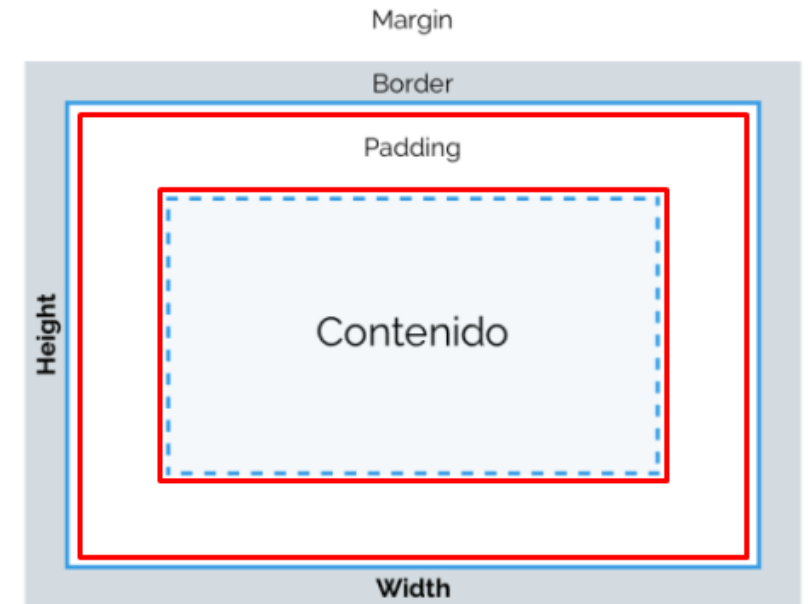 Margin
Border
Padding
Height
Contenido
Width